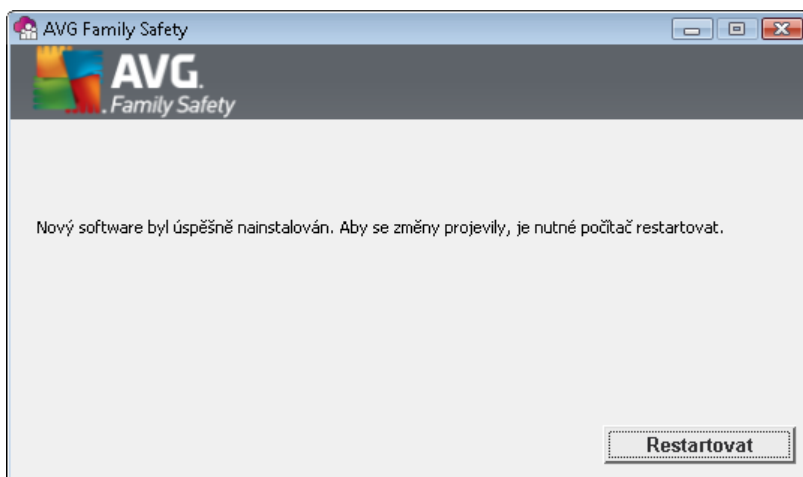 AVG Family Safety
AVG.
Family Safety
Nový software byl úspěšně nainstalován. Aby se změny projevily, je nutné počítač restartovat.
Restartovat